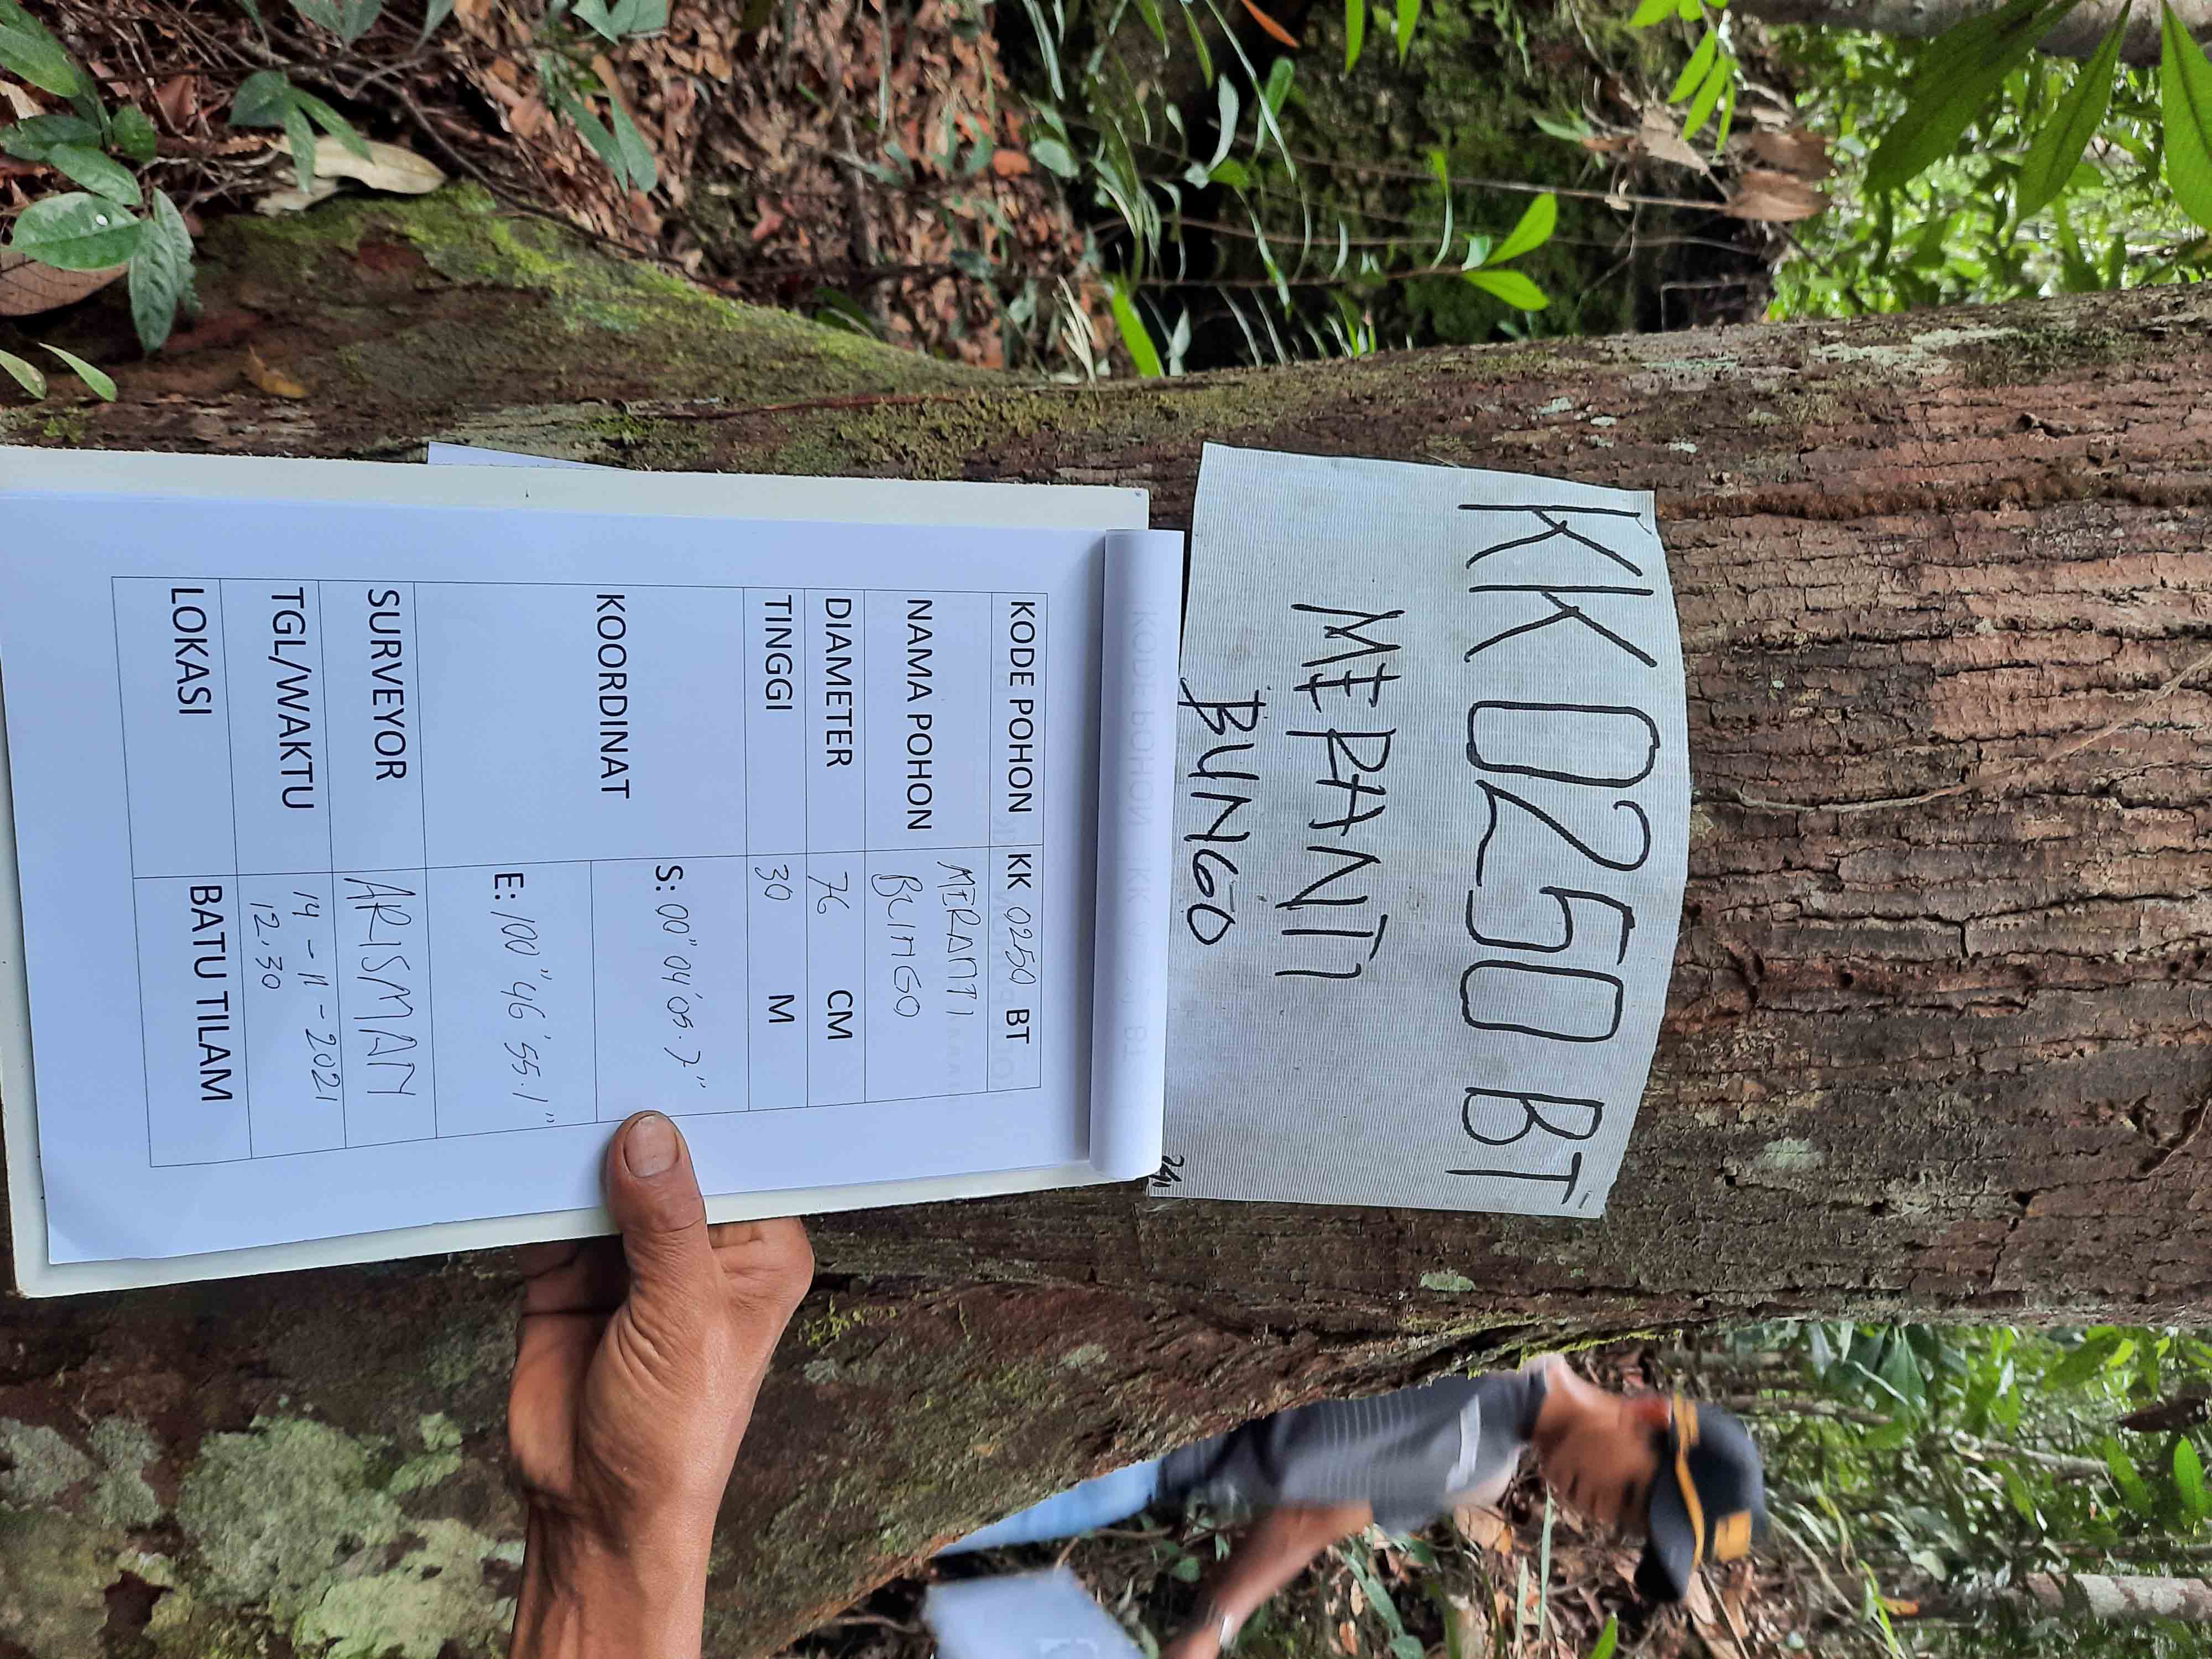 KK 0250 BT
MERANTI
BUNGO
KODE POHON KK 0250 BT
NAMA POHON MERANTI
BUNGO
DIAMETER 76 CM
TINGGI 30 M
KOORDINAT S: 00" 04' 05.7"
E: 100" 46' 55.1"
SURVEYOR ARISMAN
TGL/WAKTU 14-11-2021
12.30
LOKASI BATU TILAM